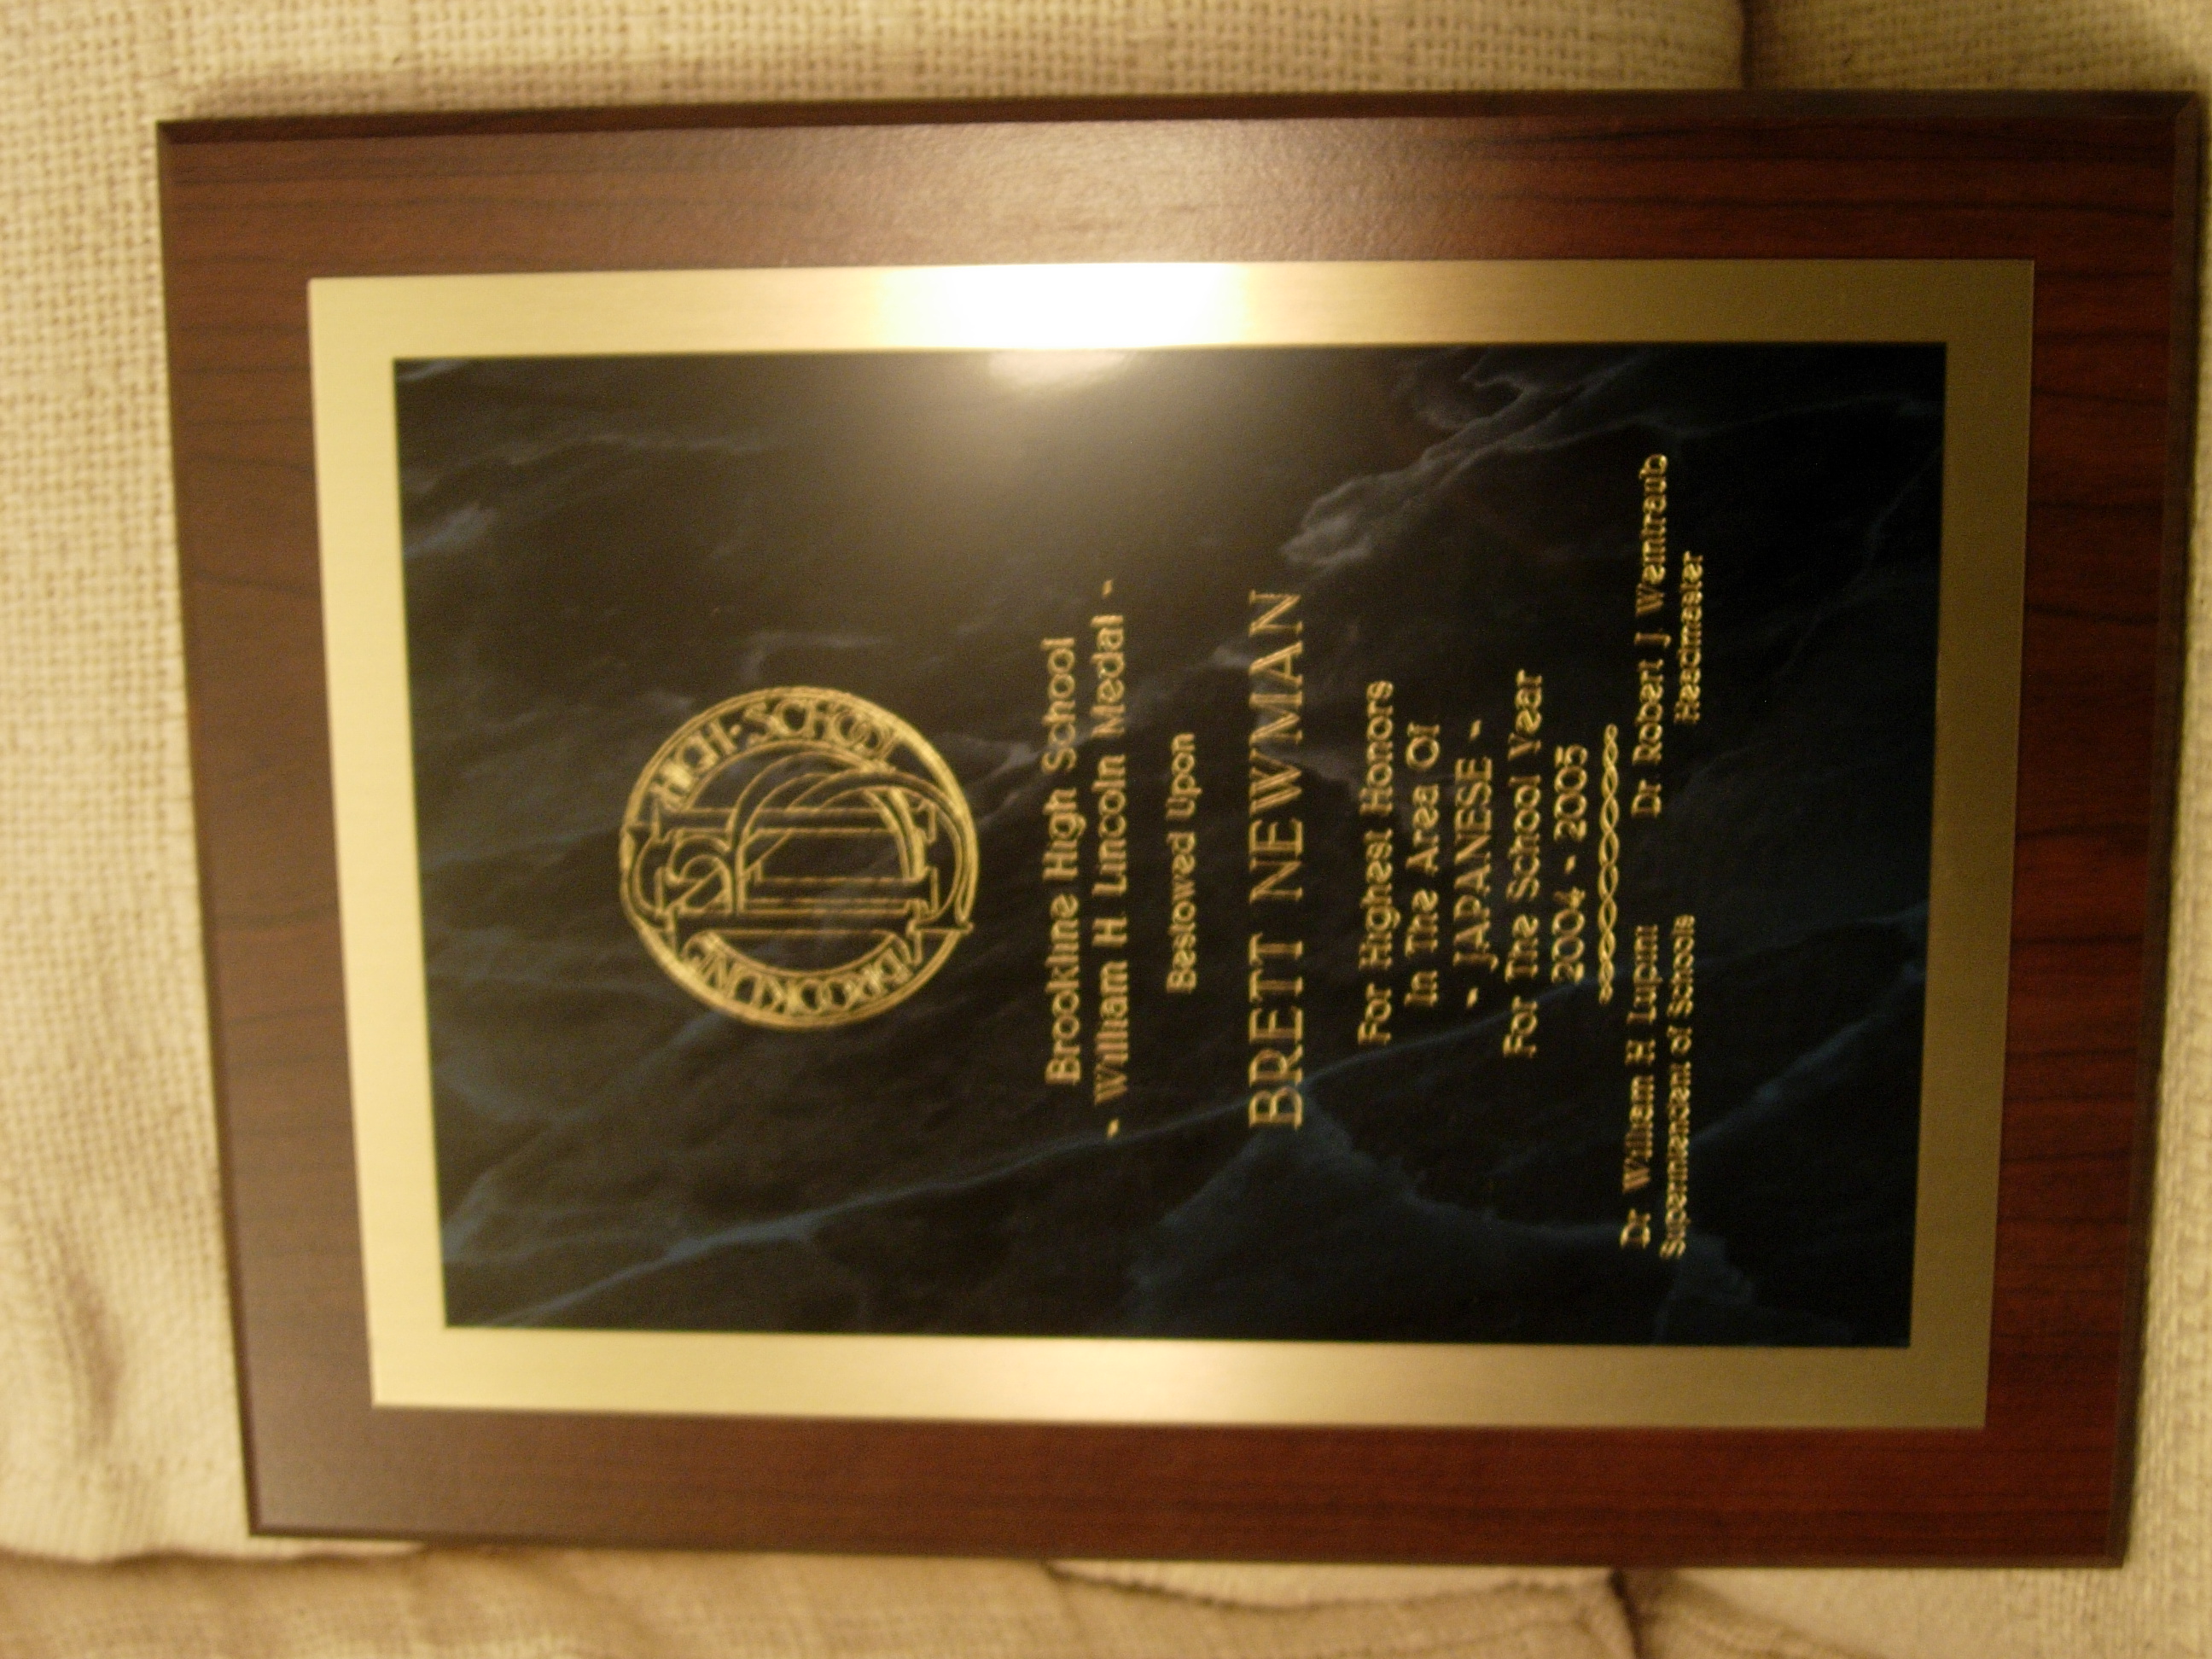 BROOKLINE HIGH·SCHOOL
Brookline High School
- William H. Lincoln Medal -
Bestowed Upon
BRETT NEWMAN
For Highest Honors
In The Area Of
- JAPANESE -
For The School Year
2004 - 2005
Dr. William H. Lupini Dr. Robert J. Weintraub
Superintendent of Schools Headmaster